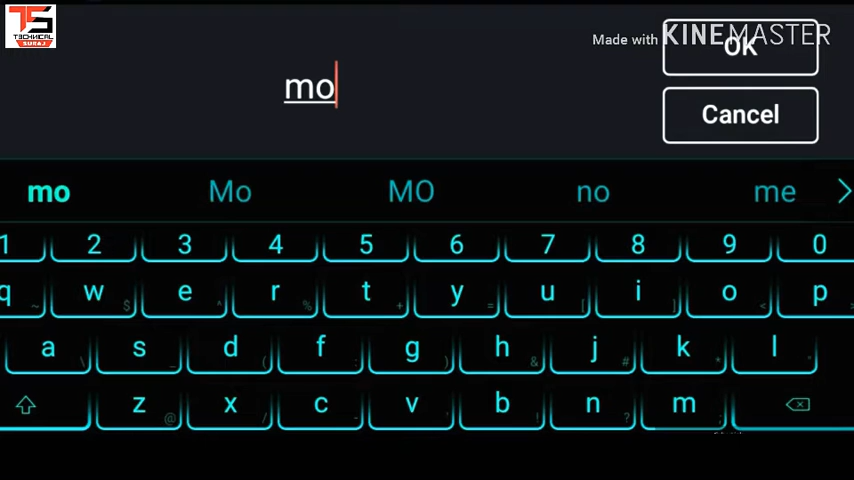 TS
TECHNICAL
SURAJ
Made with KINEMASTER
mo
OK
Cancel
mo Mo MO no me
1 2 3 4 5 6 7 8 9 0
q w e r t y u i o p
~ $ ^ % + = [ ] < >
a s d f g h j k l
\ _ ( : ) & # * "
z x c v b n m
@ / - ' ! ? ;